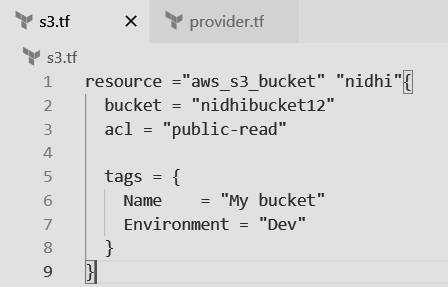 s3.tf × provider.tf
s3.tf
1 resource ="aws_s3_bucket" "nidhi"{
2   bucket = "nidhibucket12"
3   acl = "public-read"
4
5   tags = {
6     Name    = "My bucket"
7     Environment = "Dev"
8   }
9 }